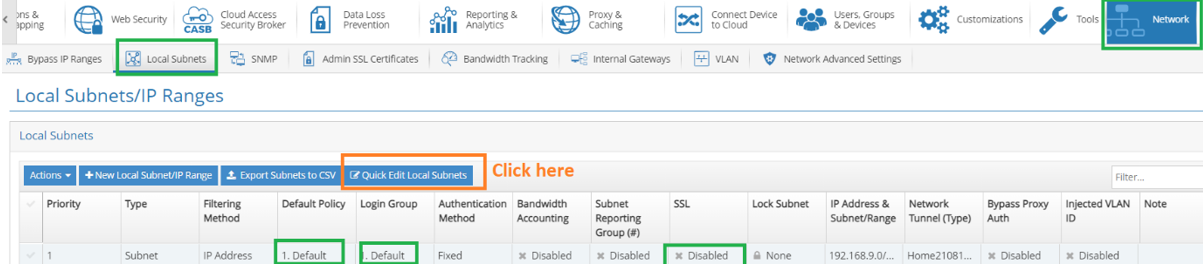 ons &
apping
Web Security
CASB
Cloud Access
Security Broker
Data Loss
Prevention
Reporting &
Analytics
Proxy &
Caching
Connect Device
to Cloud
Users, Groups
& Devices
Customizations
Tools
Network
Bypass IP Ranges
Local Subnets
SNMP
Admin SSL Certificates
Bandwidth Tracking
Internal Gateways
VLAN
Network Advanced Settings
Local Subnets/IP Ranges
Local Subnets
Actions
New Local Subnet/IP Range
Export Subnets to CSV
Quick Edit Local Subnets
Click here
Filter...
Priority
Type
Filtering
Method
Default Policy
Login Group
Authentication
Method
Bandwidth
Accounting
Subnet
Reporting
Group (#)
SSL
Lock Subnet
IP Address &
Subnet/Range
Network
Tunnel (Type)
Bypass Proxy
Auth
Injected VLAN
ID
Note
1
Subnet
IP Address
1. Default
1. Default
Fixed
Disabled
Disabled
Disabled
None
192.168.9.0/...
Home21081...
Disabled
Disabled